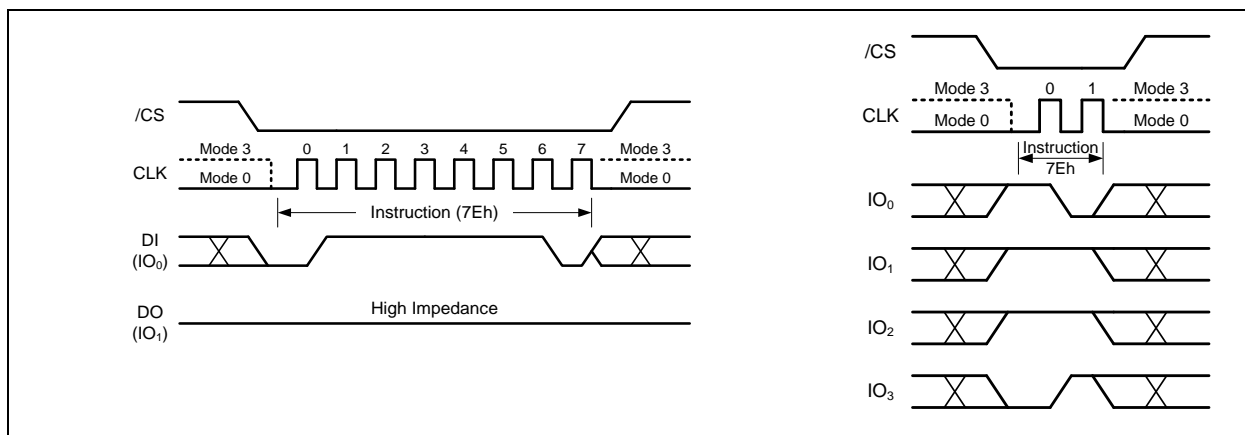 /CS
Mode 3 0 1 2 3 4 5 6 7 Mode 3
CLK
Mode 0 Mode 0
Instruction (7Eh)
DI
(IO₀)
High Impedance
DO
(IO₁)
/CS
Mode 3 0 1 Mode 3
CLK
Mode 0 Mode 0
Instruction
7Eh
IO₀
IO₁
IO₂
IO₃